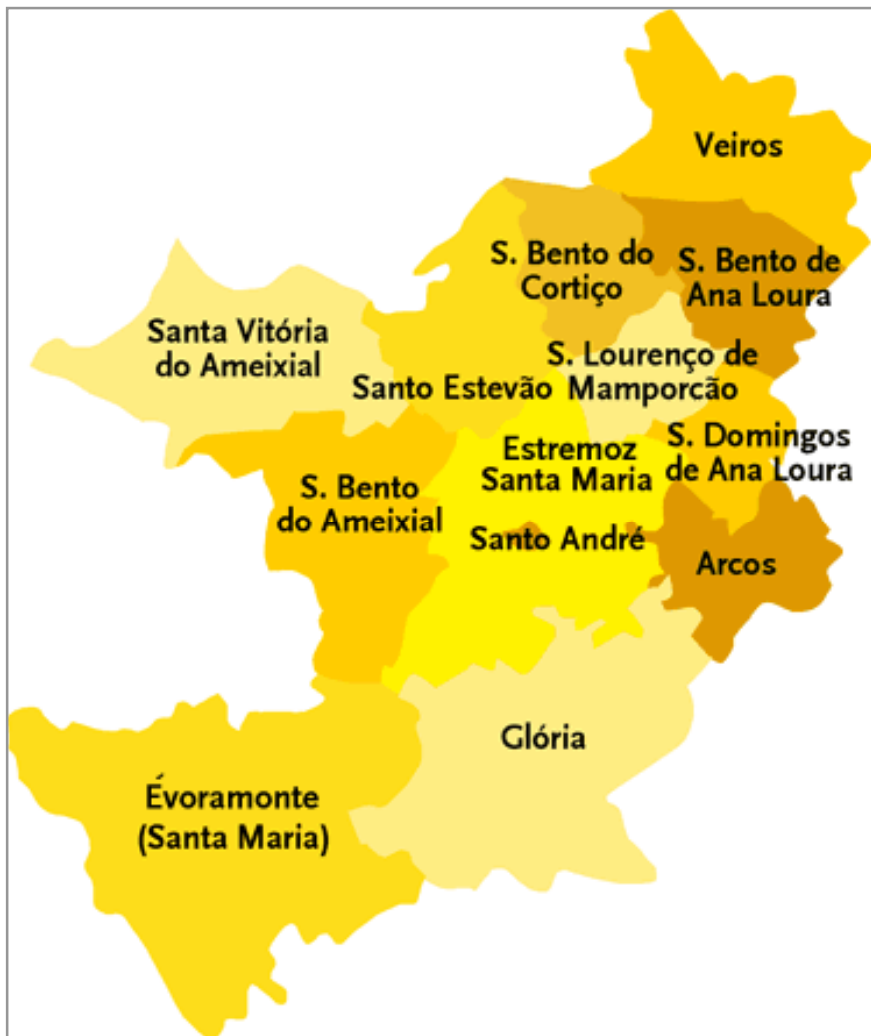 Veiros
S. Bento do
Cortiço
S. Bento de
Ana Loura
Santa Vitória
do Ameixial
S. Lourenço de
Mamporcão
Santo Estevão
S. Domingos
de Ana Loura
Estremoz
Santa Maria
S. Bento
do Ameixial
Santo André
Arcos
Glória
Évoramonte
(Santa Maria)